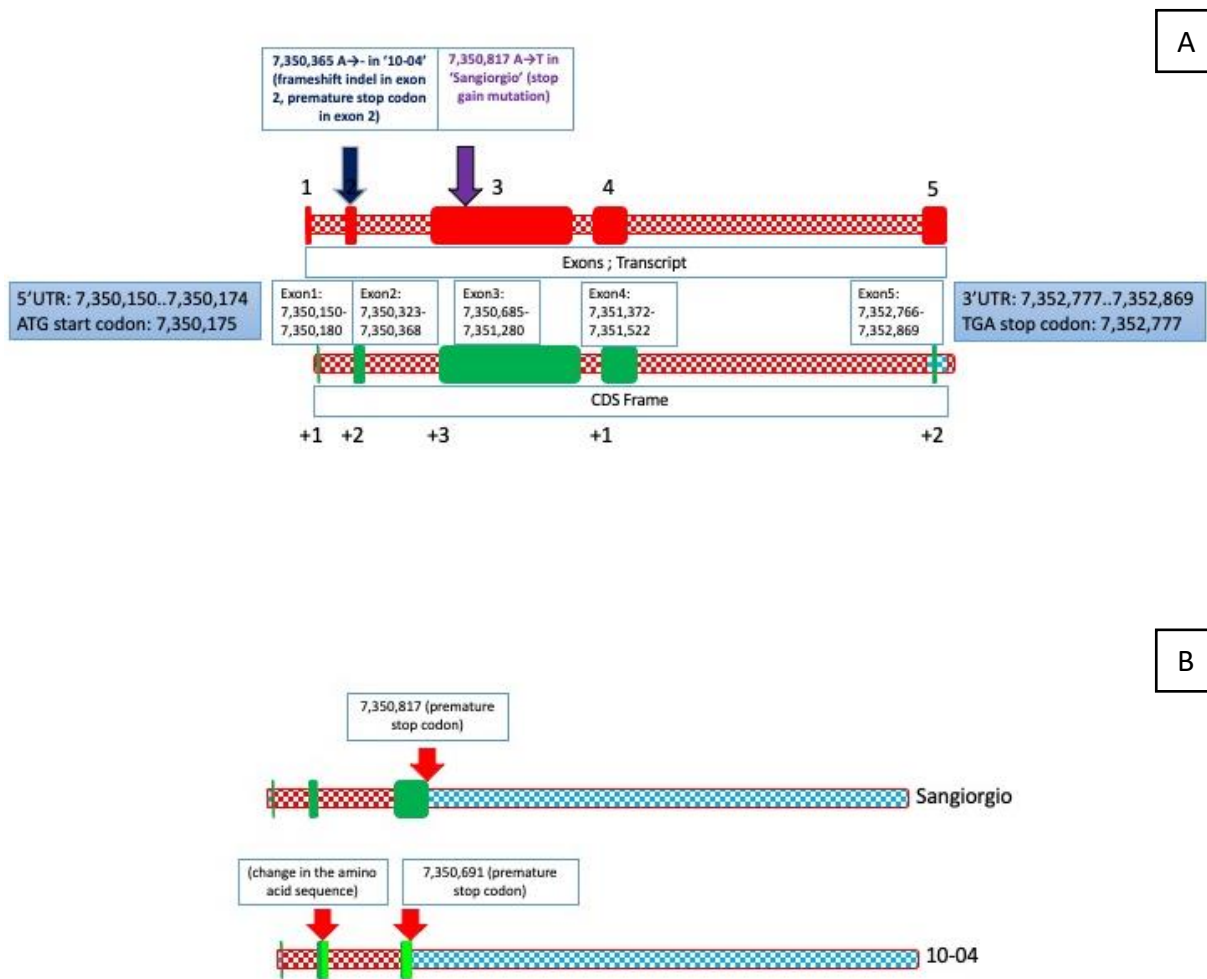 A
7,350,365 A→- in '10-04'
(frameshift indel in exon
2, premature stop codon
in exon 2)
7,350,817 A→T in
'Sangiorgio' (stop
gain mutation)
1
2
3
4
5
Exons ; Transcript
5'UTR: 7,350,150..7,350,174
ATG start codon: 7,350,175
Exon1:
7,350,150-
7,350,180
Exon2:
7,350,323-
7,350,368
Exon3:
7,350,685-
7,351,280
Exon4:
7,351,372-
7,351,522
Exon5:
7,352,766-
7,352,869
3'UTR: 7,352,777..7,352,869
TGA stop codon: 7,352,777
CDS Frame
+1
+2
+3
+1
+2
B
7,350,817 (premature
stop codon)
Sangiorgio
(change in the amino
acid sequence)
7,350,691 (premature
stop codon)
10-04